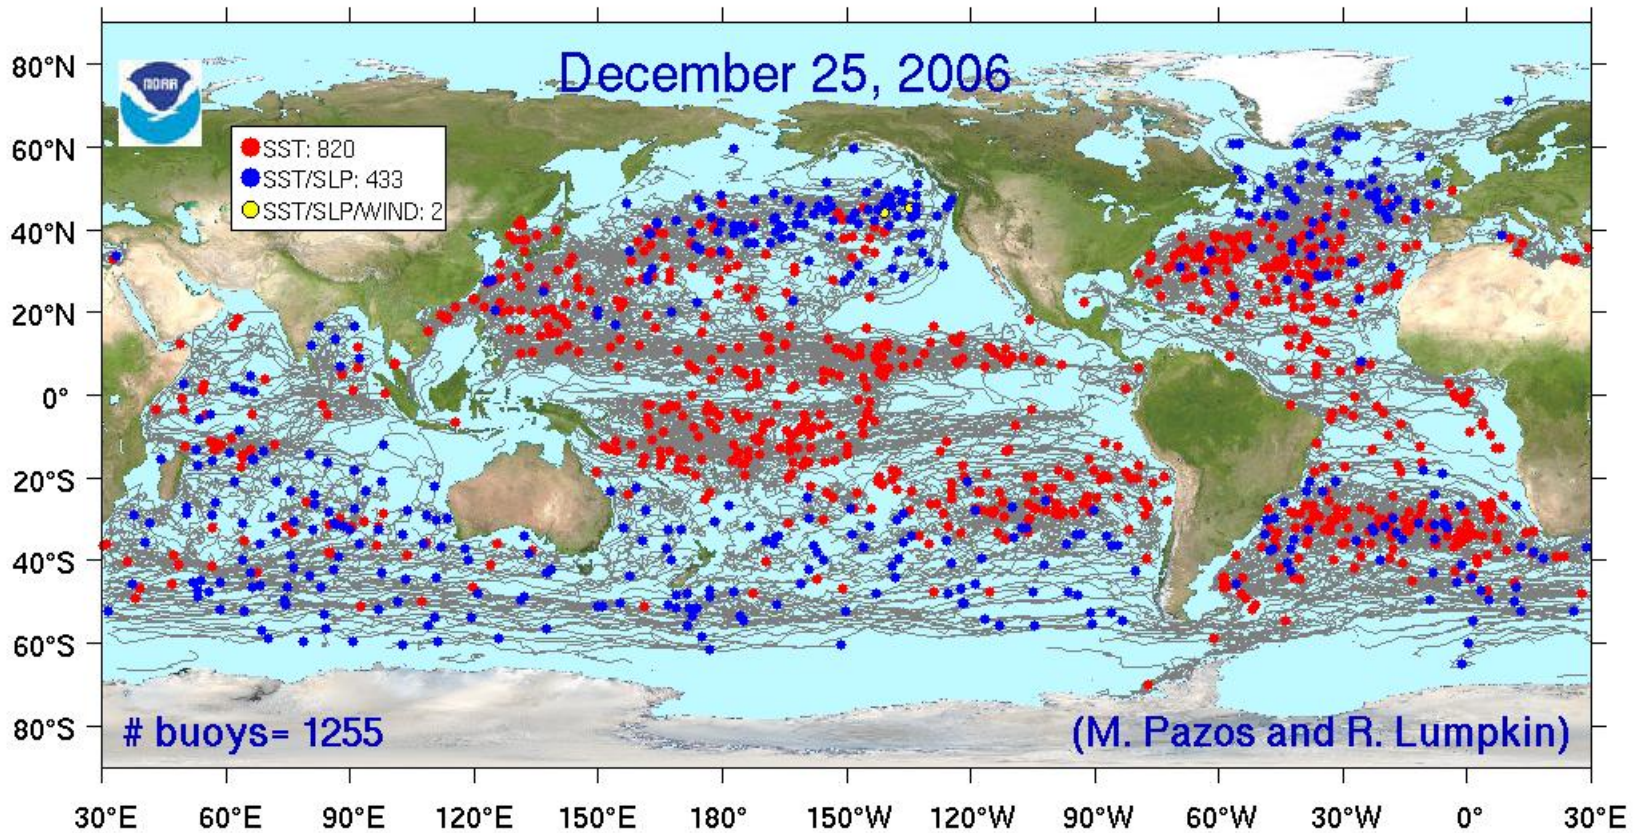 December 25, 2006
NOAA
SST: 820
SST/SLP: 433
SST/SLP/WIND: 2
80°N
60°N
40°N
20°N
0°
20°S
40°S
60°S
80°S
# buoys= 1255
(M. Pazos and R. Lumpkin)
30°E 60°E 90°E 120°E 150°E 180° 150°W 120°W 90°W 60°W 30°W 0° 30°E